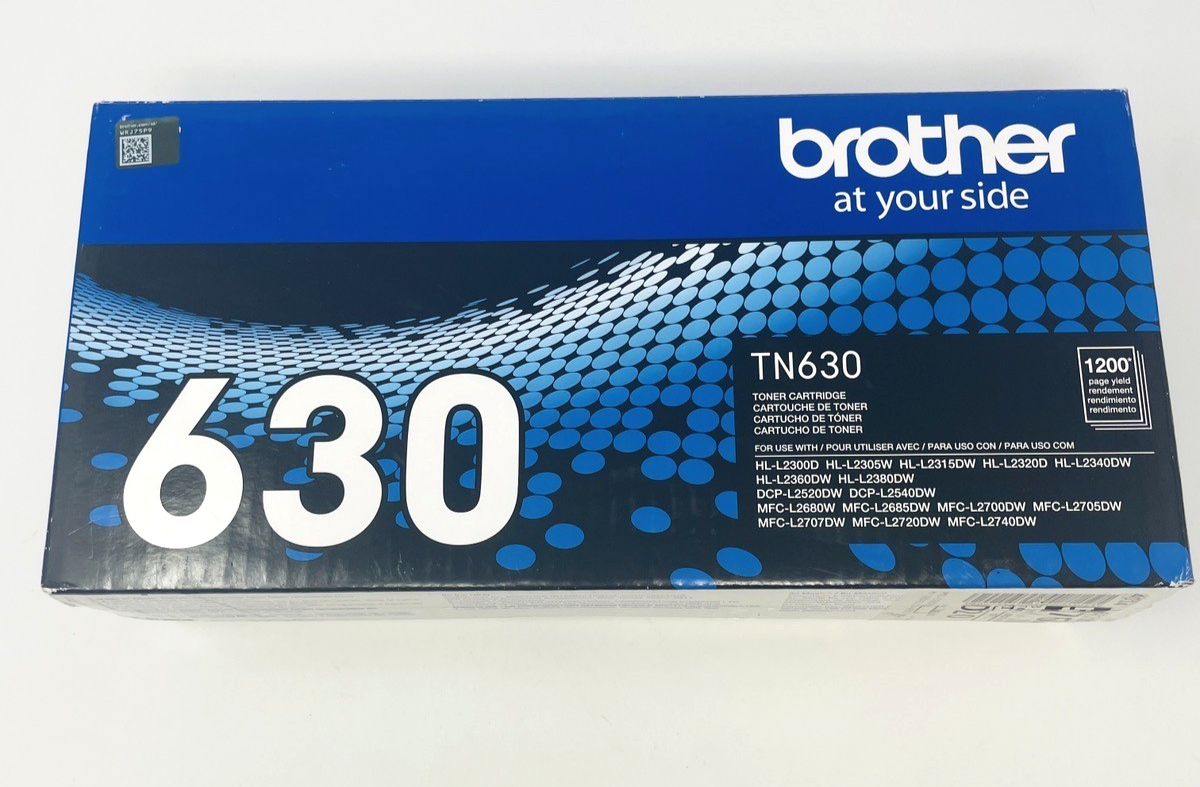 brother
at your side
WKJ75P9
630
TN630
TONER CARTRIDGE
CARTOUCHE DE TONER
CARTUCHO DE TÓNER
CARTUCHO DE TONER
1200*
page yield
rendement
rendimiento
rendimento
FOR USE WITH / POUR UTILISER AVEC / PARA USO CON / PARA USO COM
HL-L2300D HL-L2305W HL-L2315DW HL-L2320D HL-L2340DW
HL-L2360DW HL-L2380DW
DCP-L2520DW DCP-L2540DW
MFC-L2680W MFC-L2685DW MFC-L2700DW MFC-L2705DW
MFC-L2707DW MFC-L2720DW MFC-L2740DW